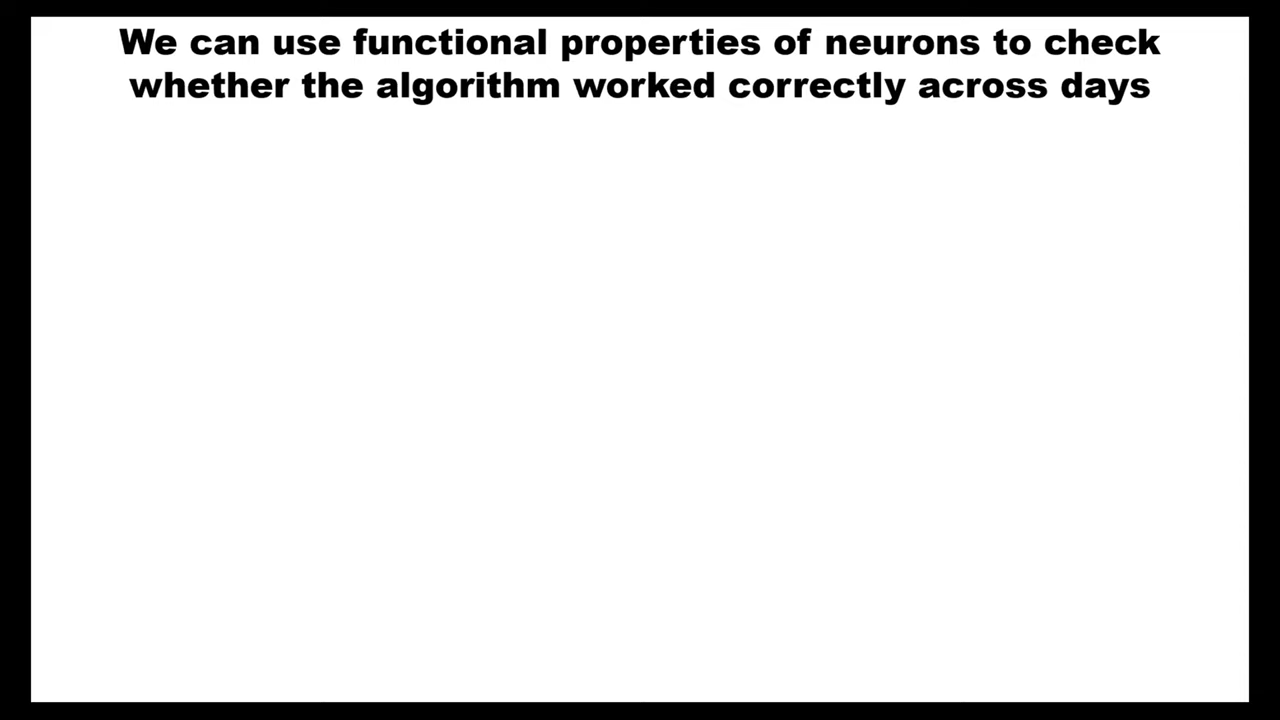 We can use functional properties of neurons to check
whether the algorithm worked correctly across days